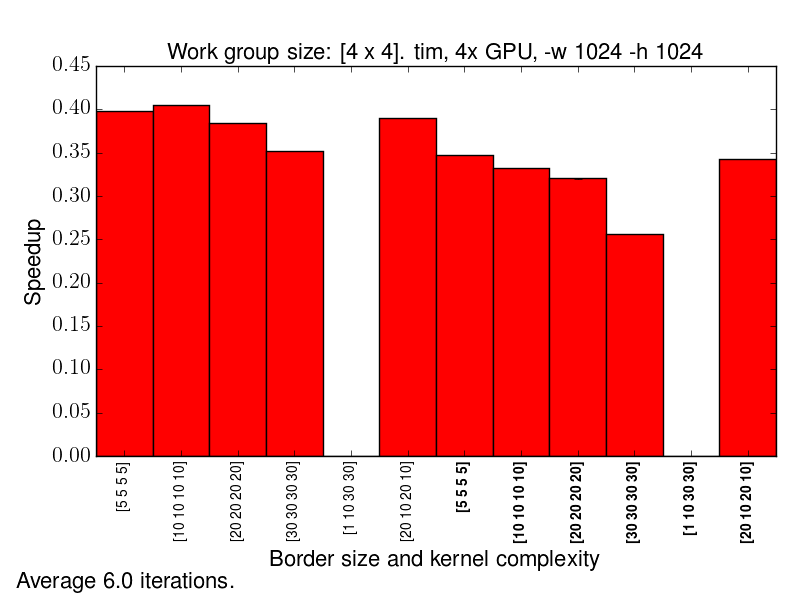 Work group size: [4 x 4]. tim, 4x GPU, -w 1024 -h 1024
0.45
0.40
0.35
0.30
0.25
0.20
0.15
0.10
0.05
0.00
Speedup
[5 5 5 5]
[10 10 10 10]
[20 20 20 20]
[30 30 30 30]
[1 10 30 30]
[20 10 20 10]
[5 5 5 5]
[10 10 10 10]
[20 20 20 20]
[30 30 30 30]
[1 10 30 30]
[20 10 20 10]
Border size and kernel complexity
Average 6.0 iterations.